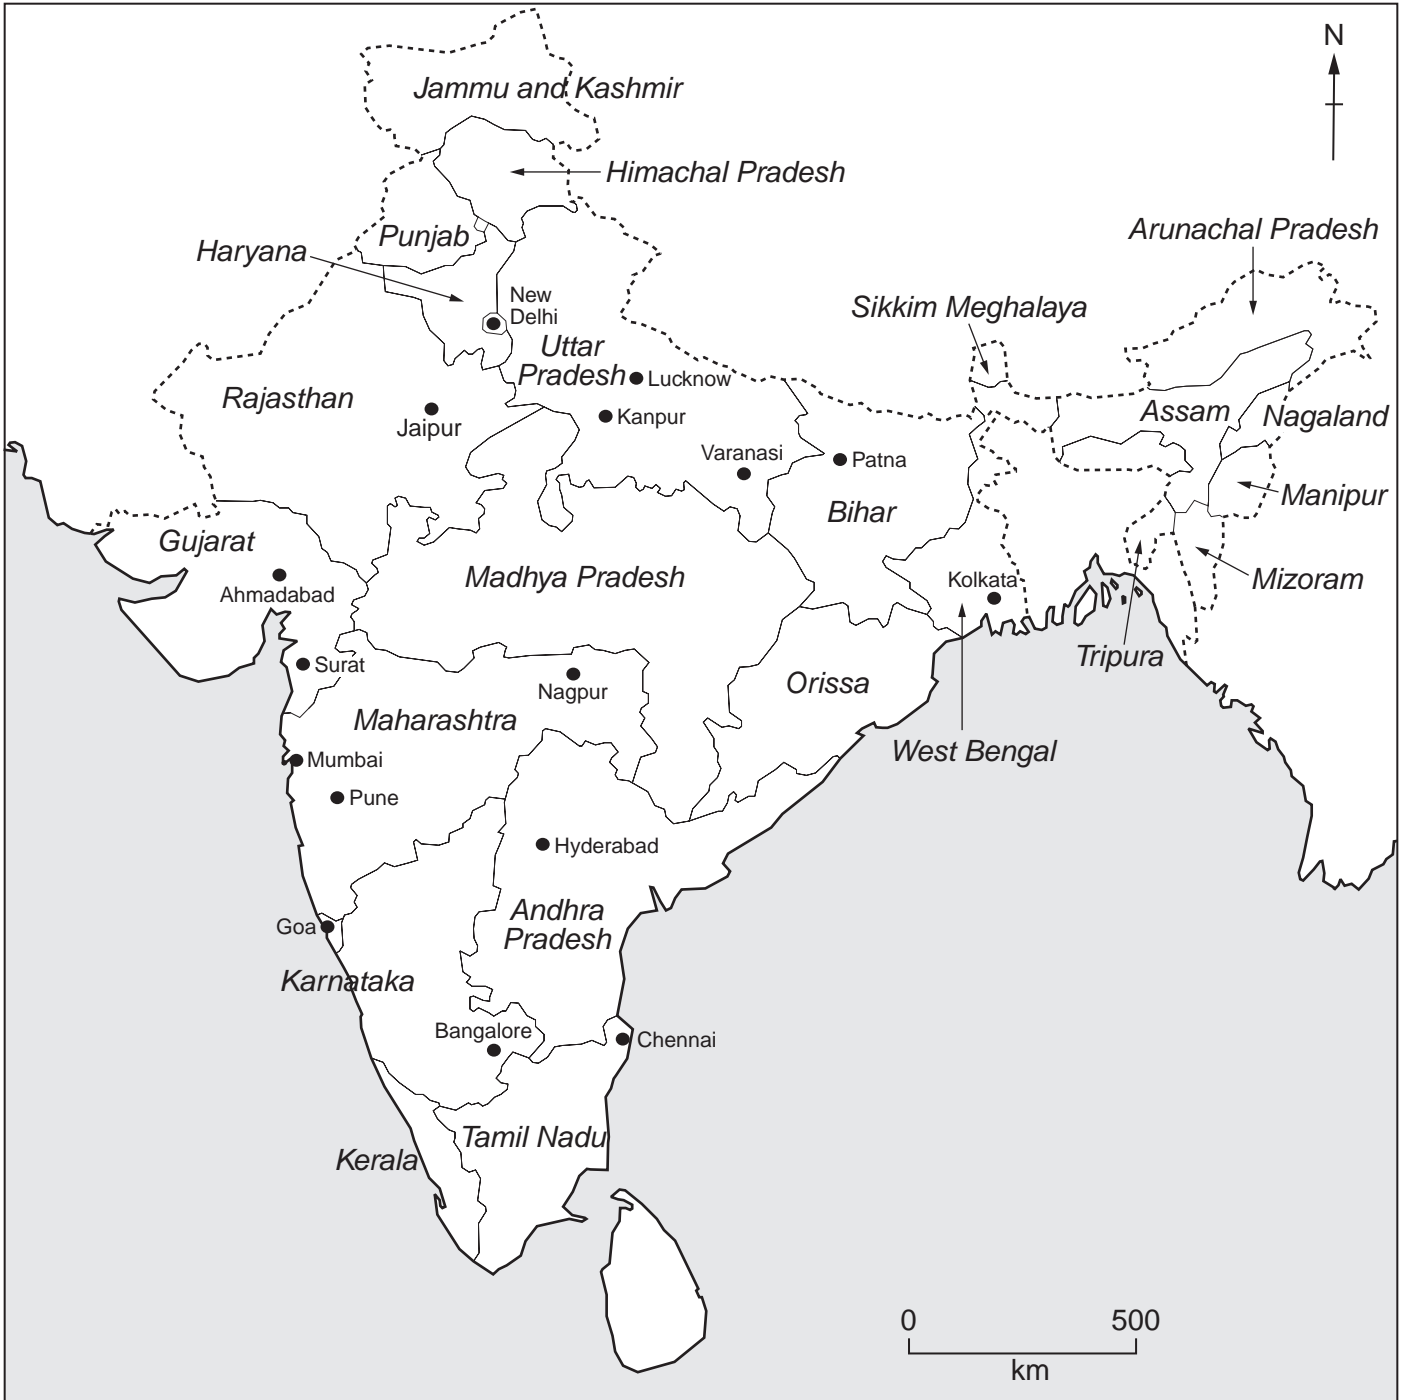 N
Jammu and Kashmir
Himachal Pradesh
Punjab
Haryana
Arunachal Pradesh
New
Delhi
Sikkim Meghalaya
Uttar
Pradesh
Lucknow
Rajasthan
Jaipur
Kanpur
Assam
Nagaland
Varanasi
Patna
Manipur
Bihar
Gujarat
Madhya Pradesh
Ahmadabad
Kolkata
Mizoram
Tripura
Surat
Nagpur
Orissa
Maharashtra
West Bengal
Mumbai
Pune
Hyderabad
Andhra
Pradesh
Goa
Karnataka
Bangalore
Chennai
Tamil Nadu
Kerala
0 500
km